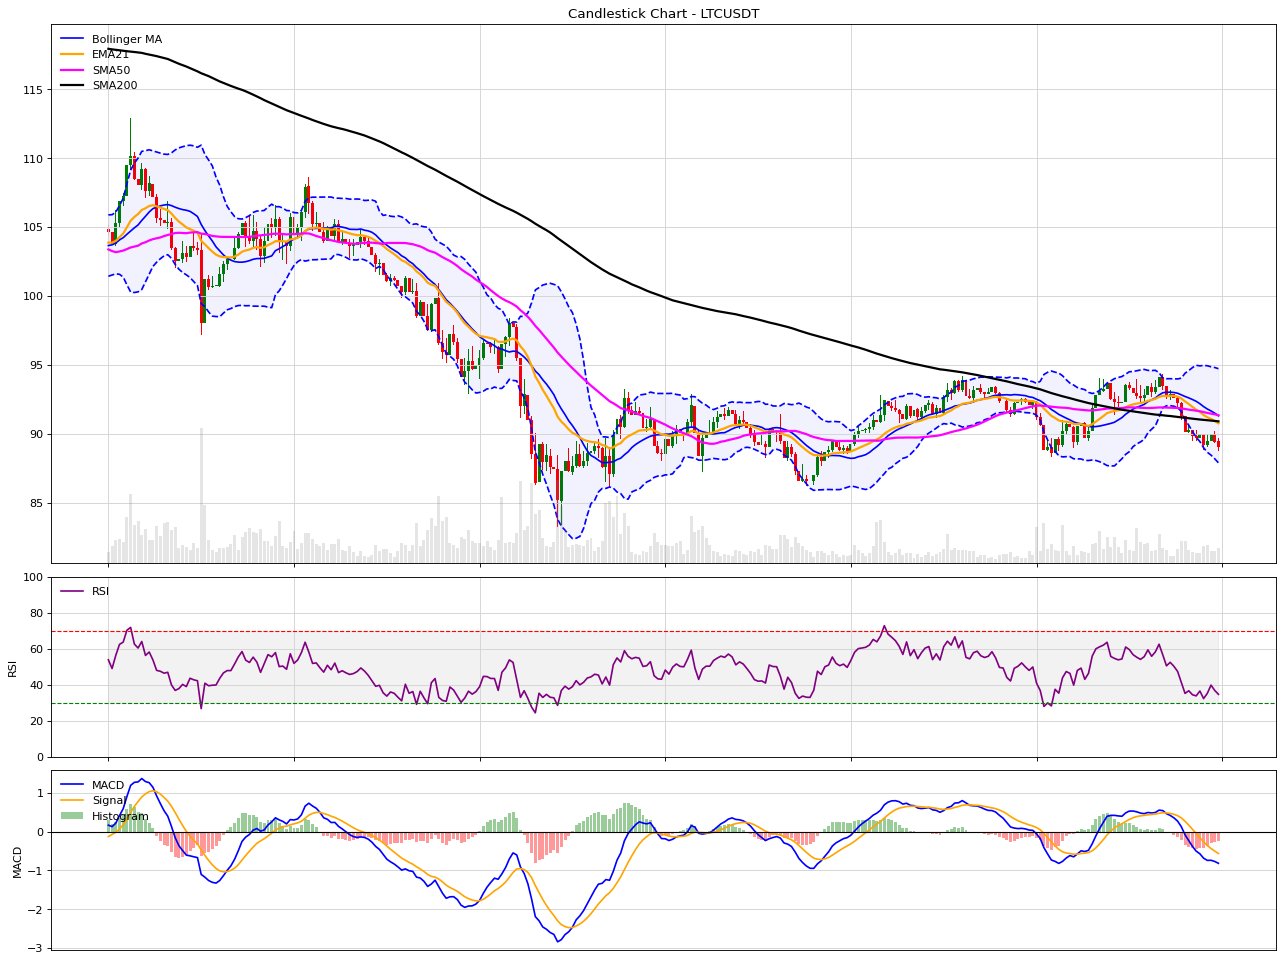 Candlestick Chart - LTCUSDT
Bollinger MA
EMA21
SMA50
SMA200
115
110
105
100
95
90
85
100
80
60
40
20
0
RSI
RSI
1
0
−1
−2
−3
MACD
MACD
Signal
Histogram